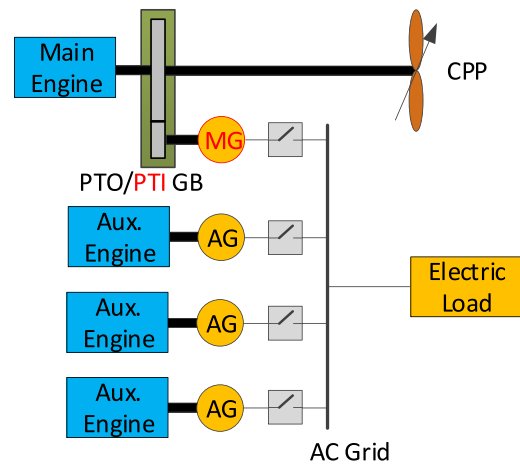 Main
Engine
CPP
MG
PTO/PTI GB
Aux.
Engine
AG
Electric
Load
Aux.
Engine
AG
Aux.
Engine
AG
AC Grid